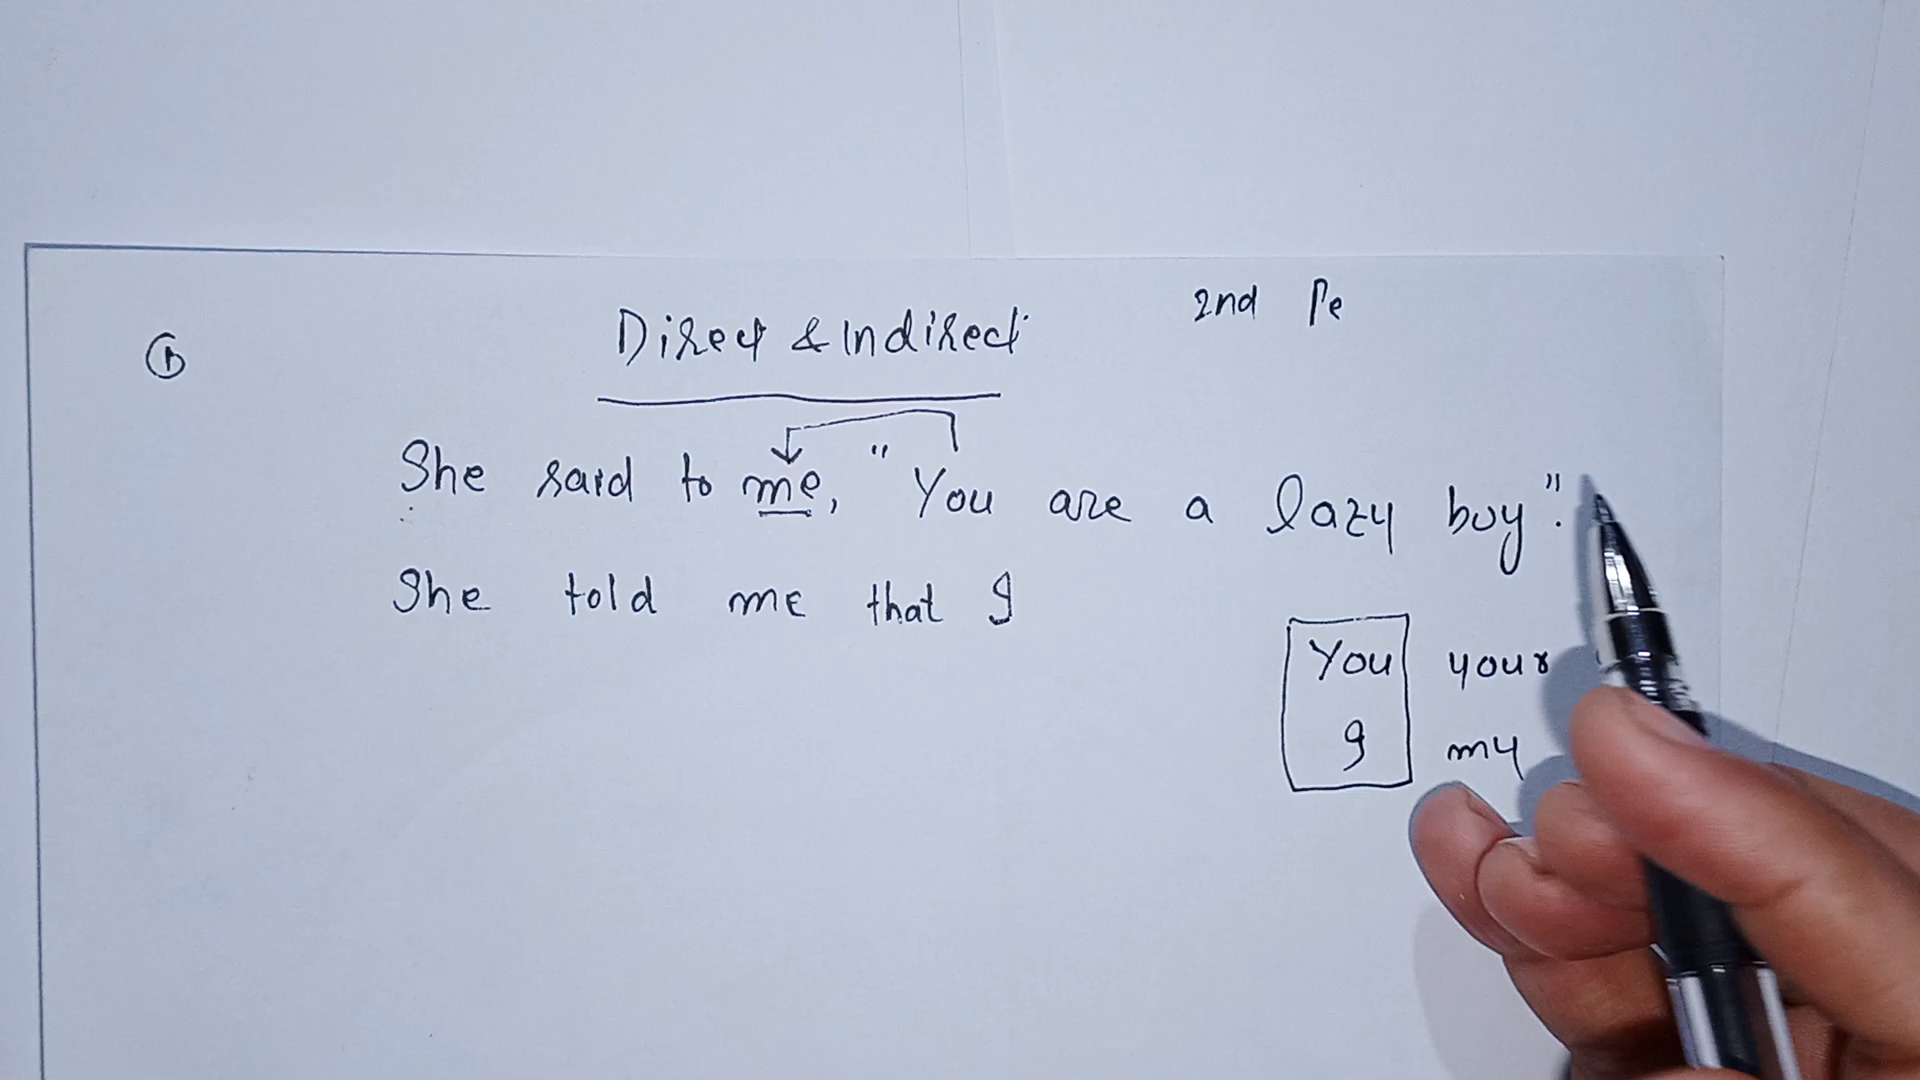 2nd Pe
① Direct & Indirect
She said to me, "You are a lazy boy".
She told me that I
You your
I my